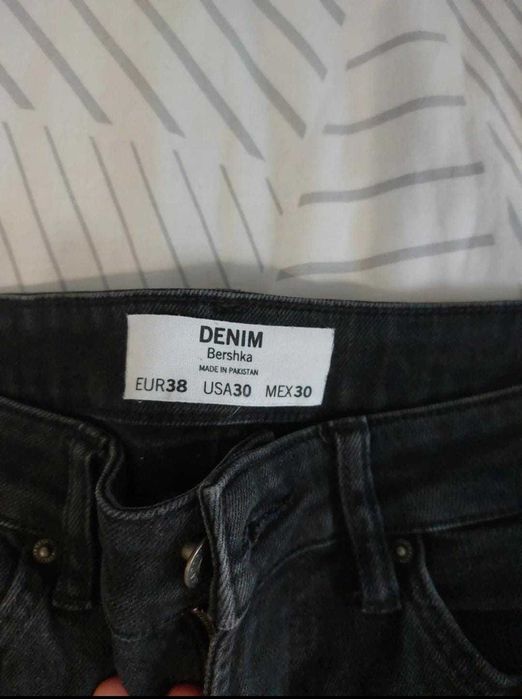 DENIM
Bershka
MADE IN PAKISTAN
EUR38 USA30 MEX30